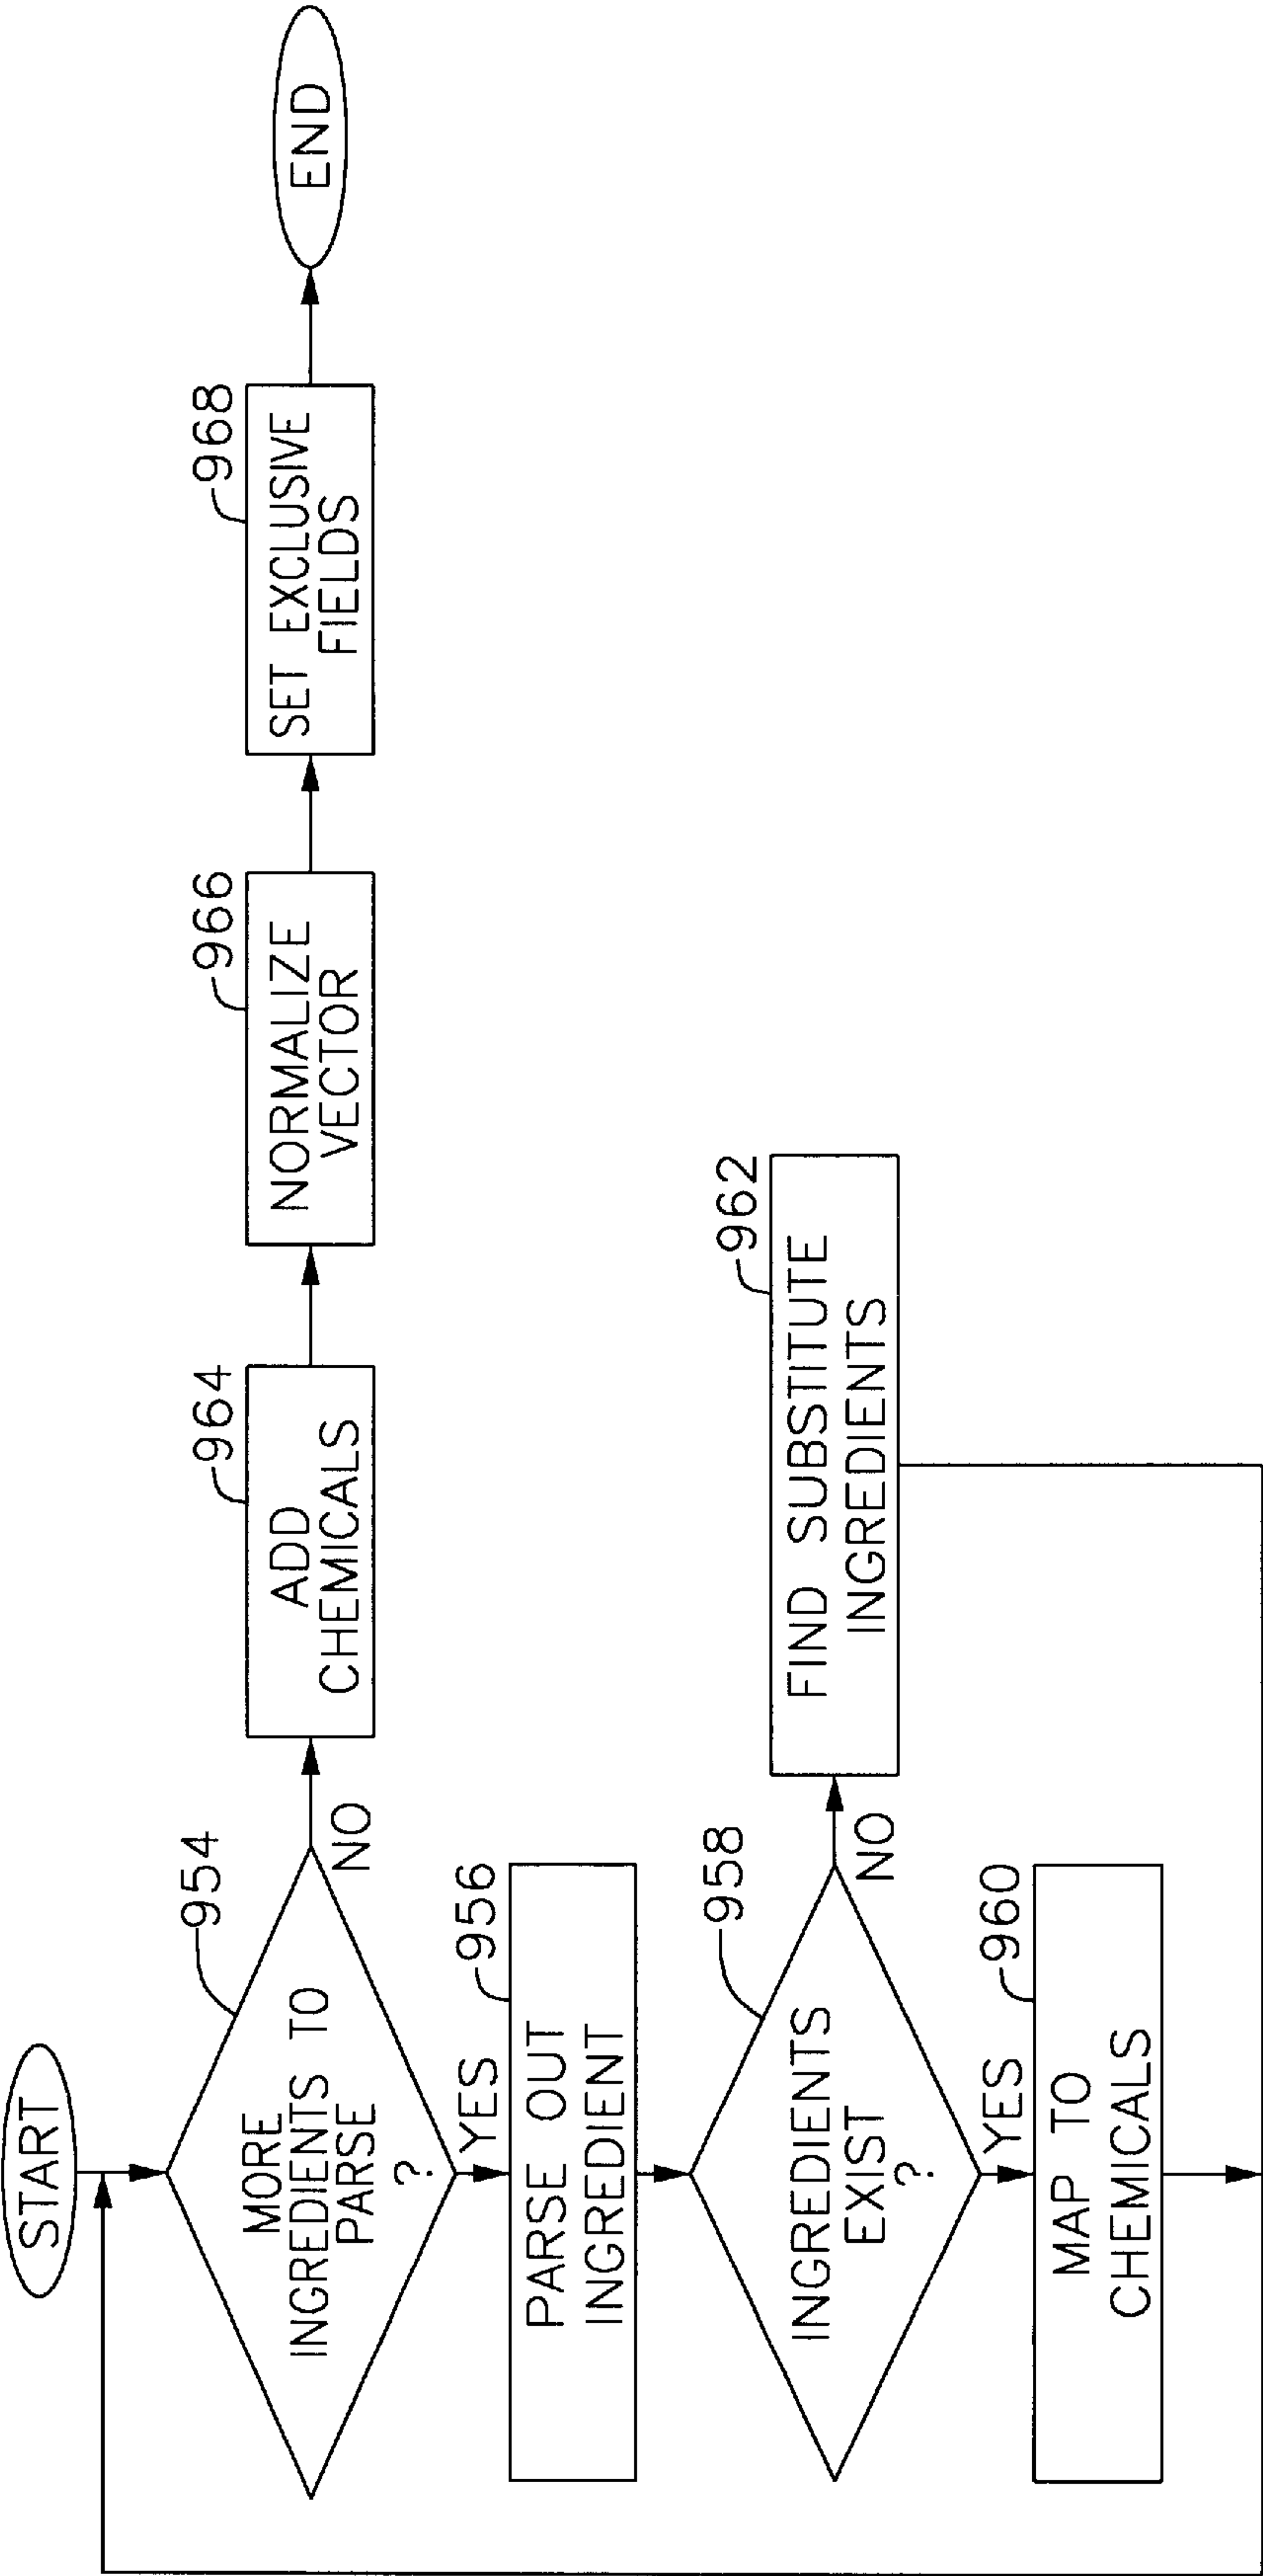 START
954
MORE
INGREDIENTS TO
PARSE
?
NO
YES
964
ADD
CHEMICALS
966
NORMALIZE
VECTOR
968
SET EXCLUSIVE
FIELDS
END
956
PARSE OUT
INGREDIENT
958
INGREDIENTS
EXIST
?
NO
YES
962
FIND SUBSTITUTE
INGREDIENTS
960
MAP TO
CHEMICALS